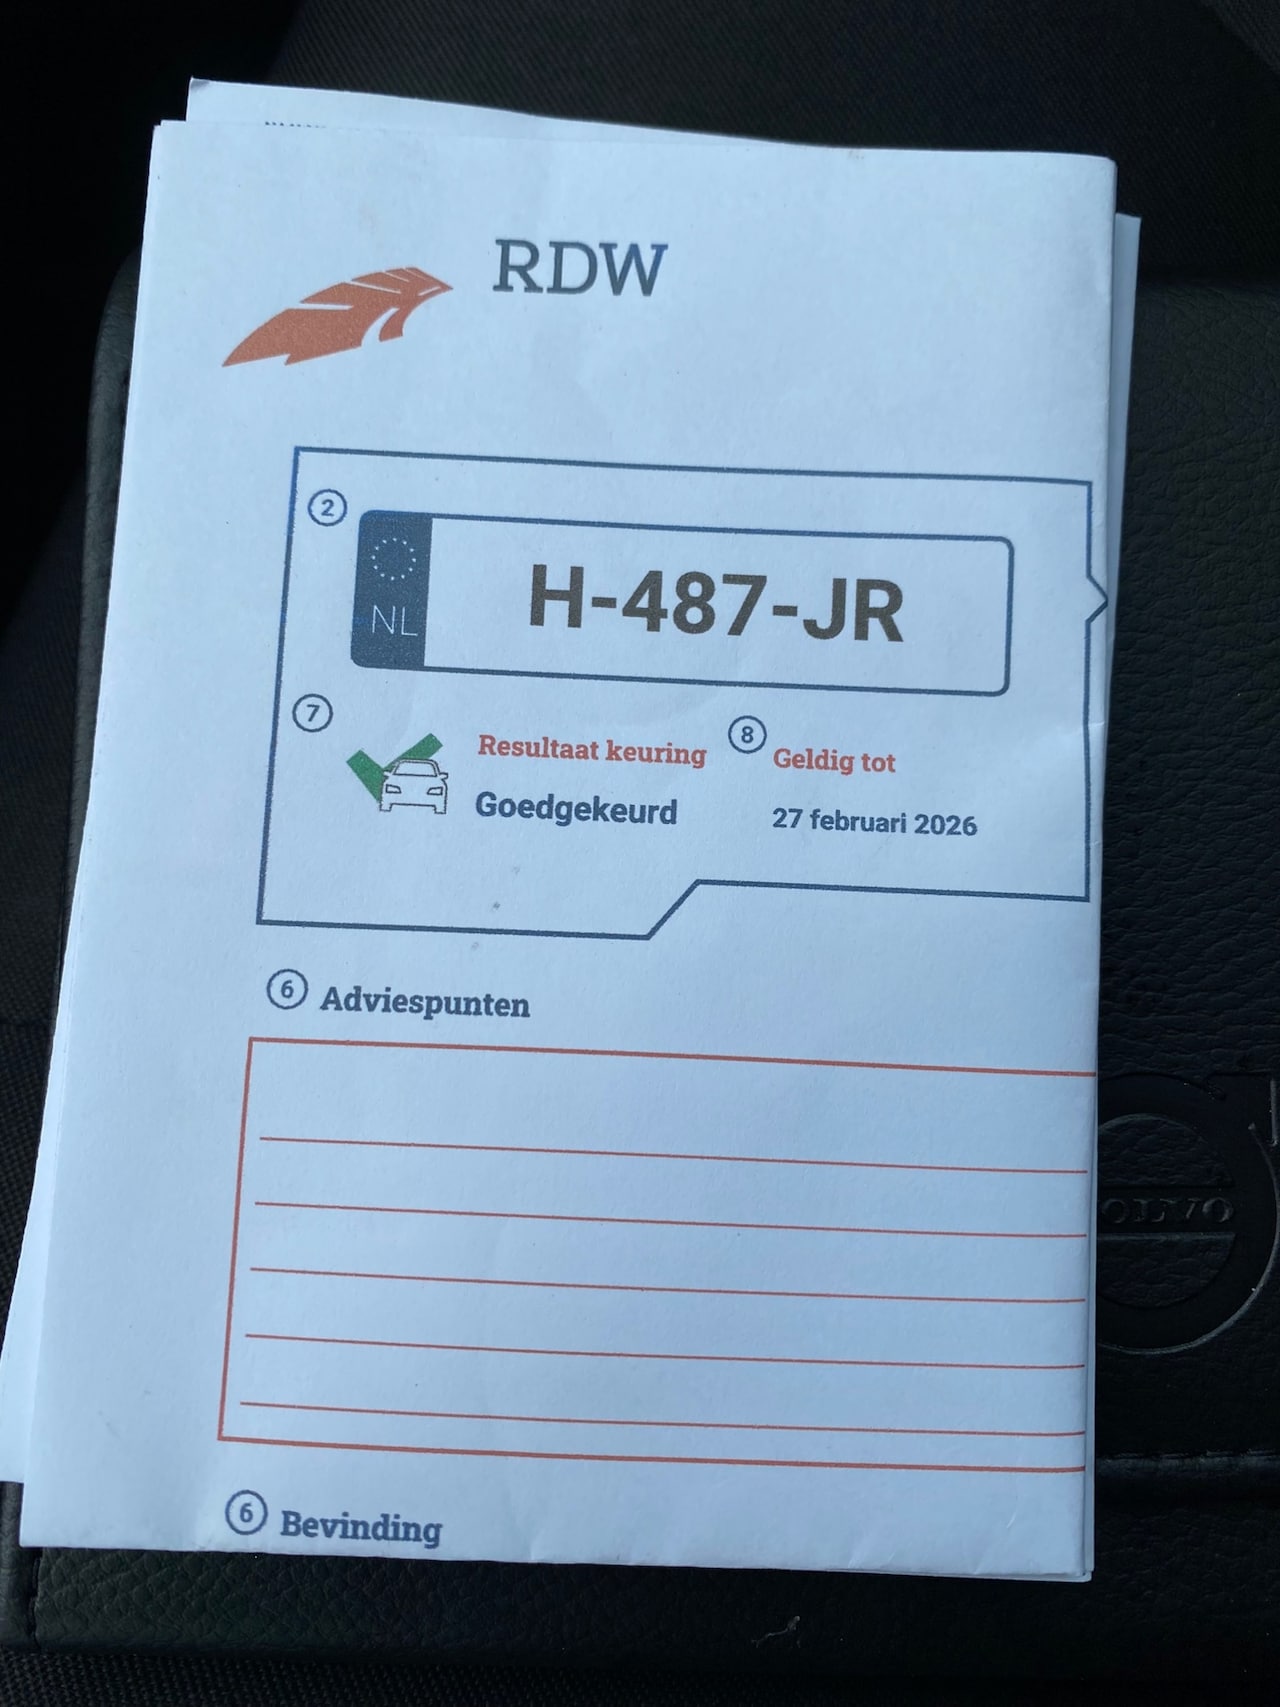 RDW
2
NL
H-487-JR
7
Resultaat keuring
8
Geldig tot
Goedgekeurd
27 februari 2026
6 Adviespunten
OLVO
6 Bevinding